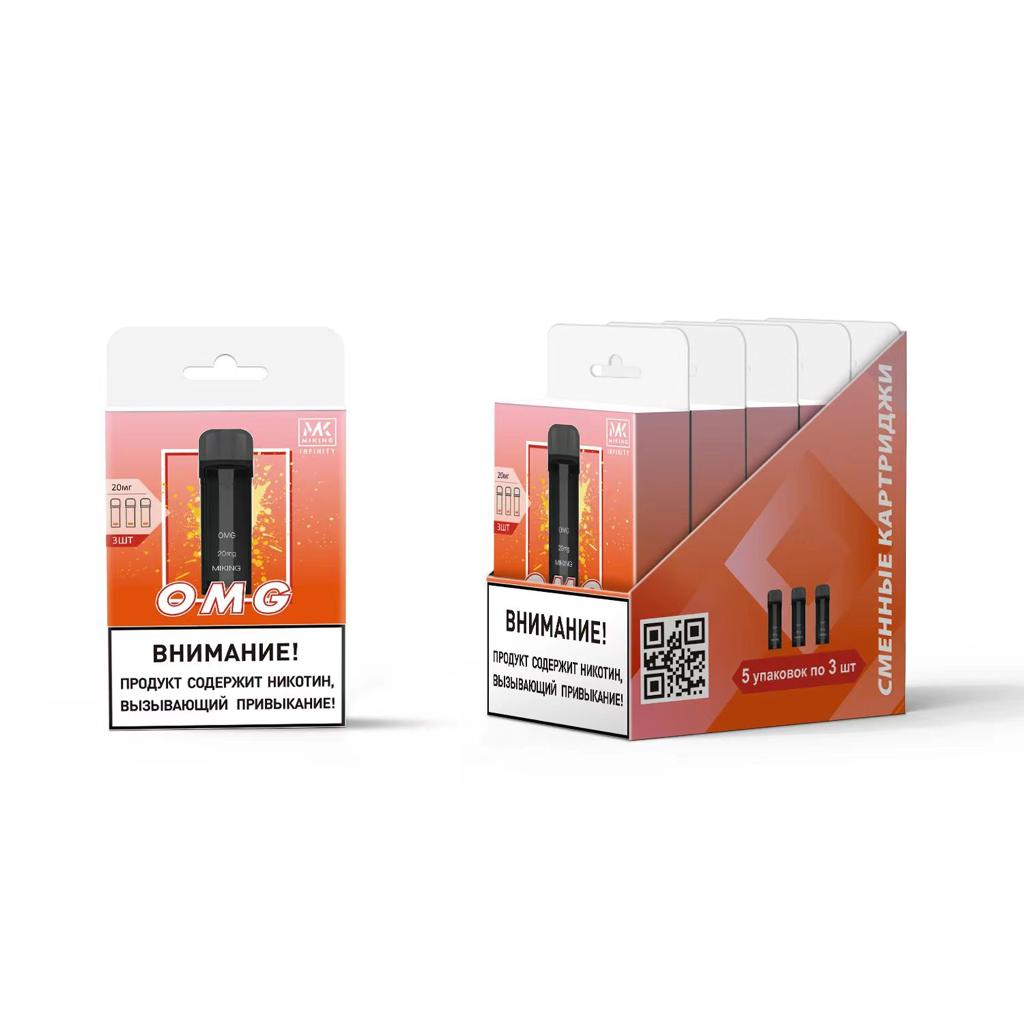 MK
MIKING
INFINITY
20мг
3ШТ
OMG
20mg
MIKING
O-M-G
ВНИМАНИЕ!
ПРОДУКТ СОДЕРЖИТ НИКОТИН,
ВЫЗЫВАЮЩИЙ ПРИВЫКАНИЕ!
MK
MIKING
INFINITY
20мг
3ШТ
OMG
20mg
MIKING
O-M-G
ВНИМАНИЕ!
ПРОДУКТ СОДЕРЖИТ НИКОТИН,
ВЫЗЫВАЮЩИЙ ПРИВЫКАНИЕ!
5 упаковок по 3 шт
СМЕННЫЕ КАРТРИДЖИ